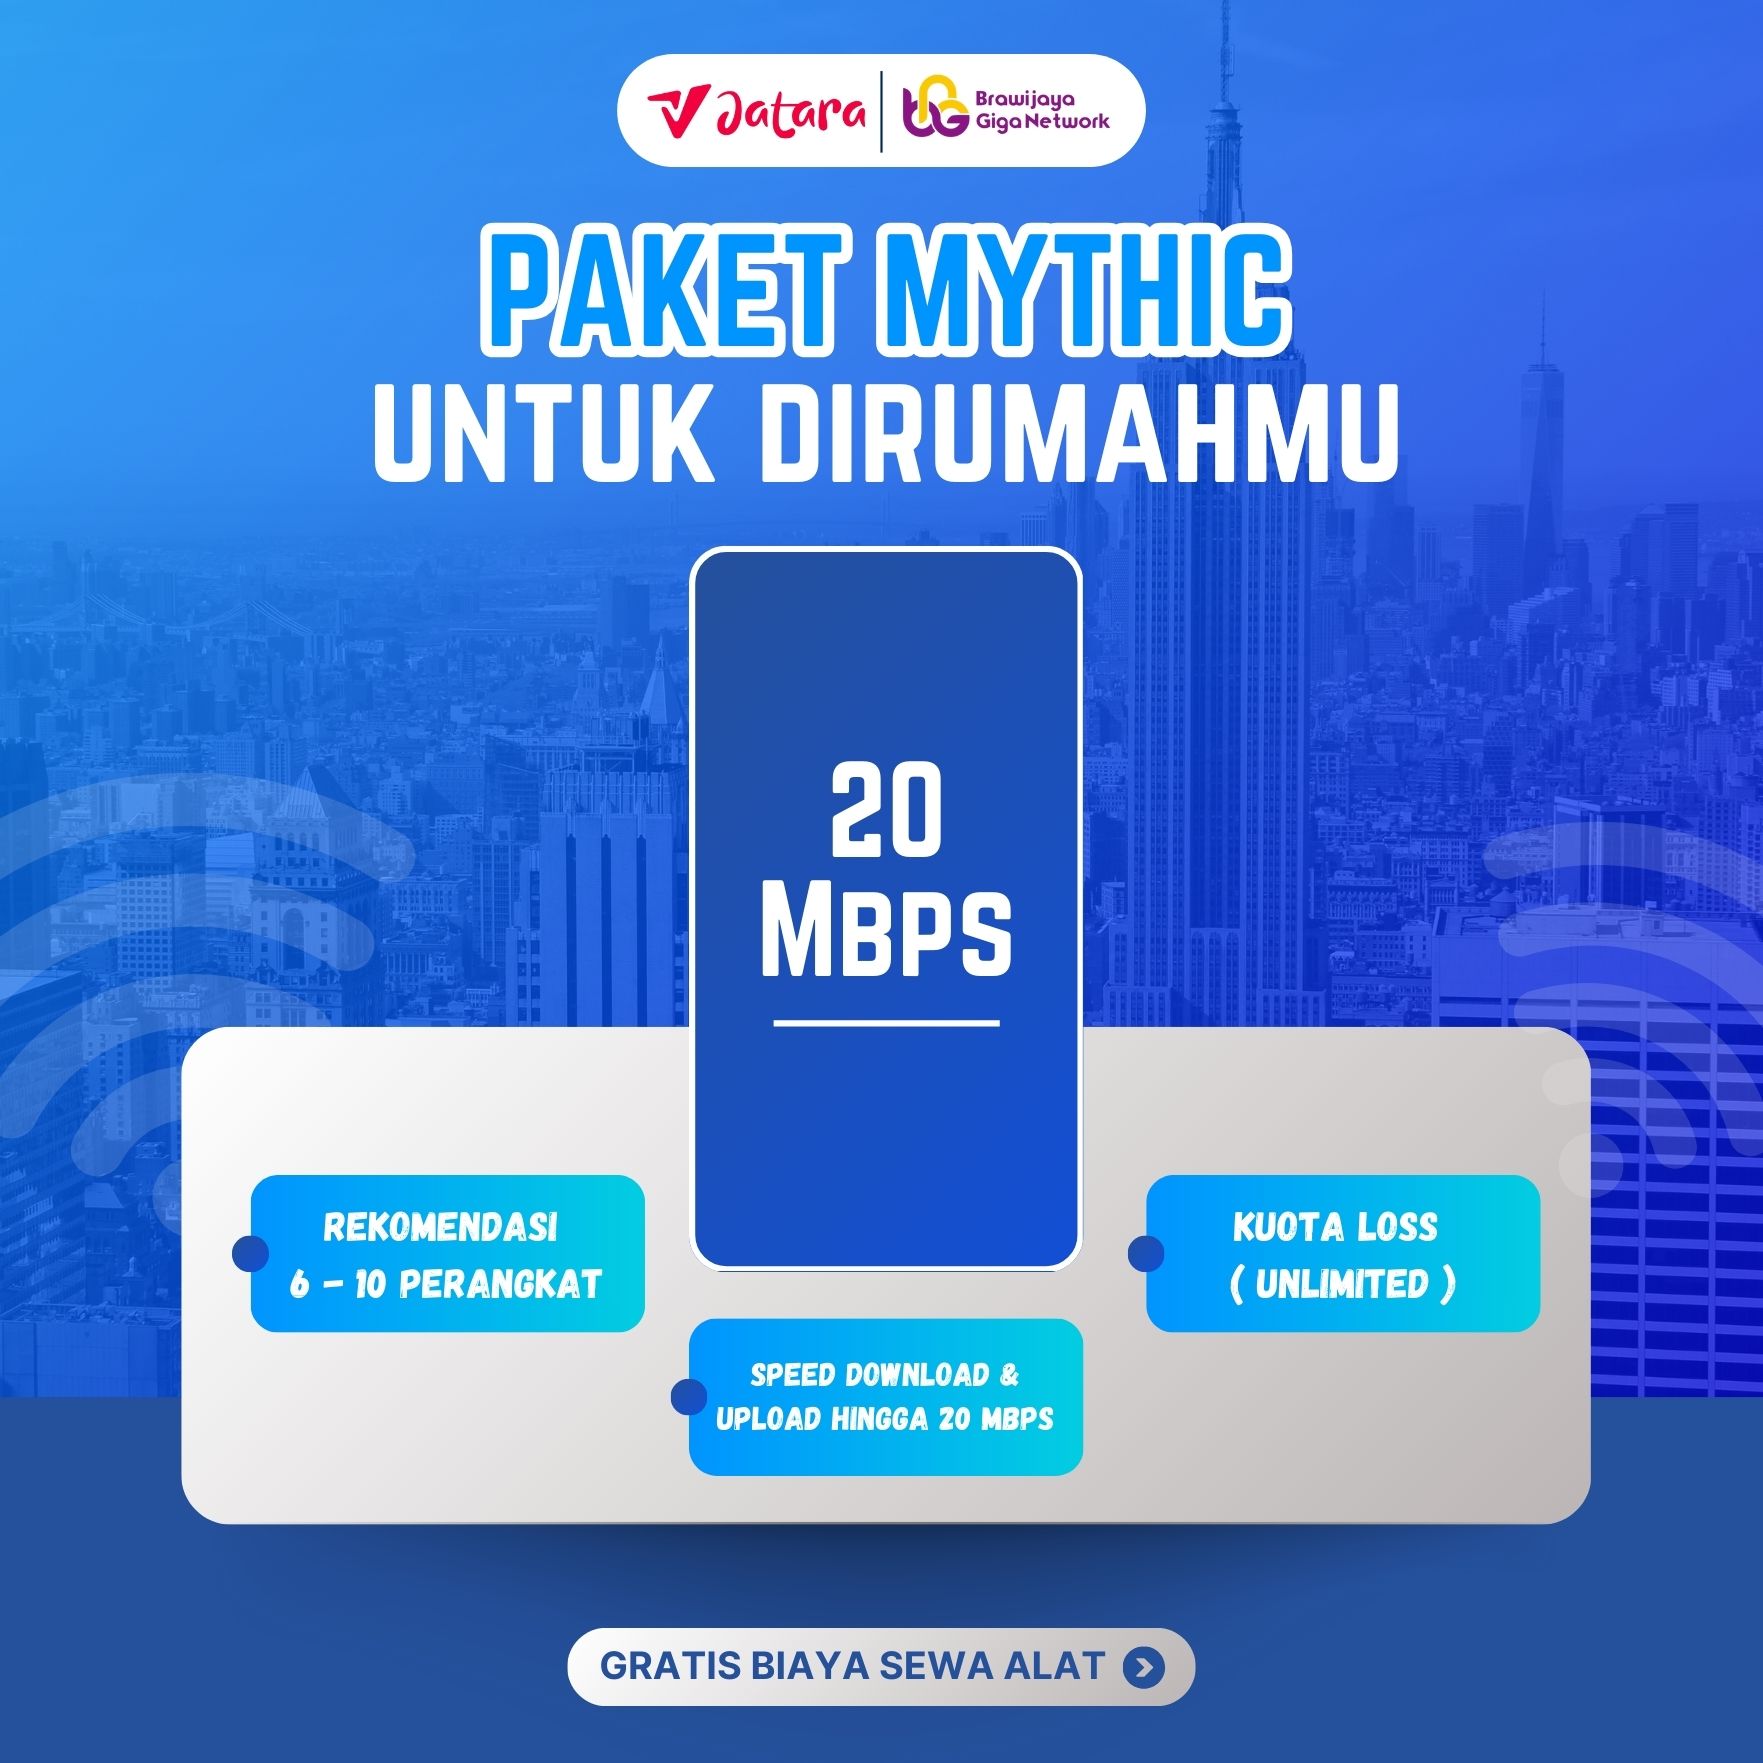 Jatara
Brawijaya
Giga Network
PAKET MYTHIC
UNTUK DIRUMAHMU
20
MBPS
REKOMENDASI
6 – 10 PERANGKAT
KUOTA LOSS
( UNLIMITED )
SPEED DOWNLOAD &
UPLOAD HINGGA 20 MBPS
GRATIS BIAYA SEWA ALAT